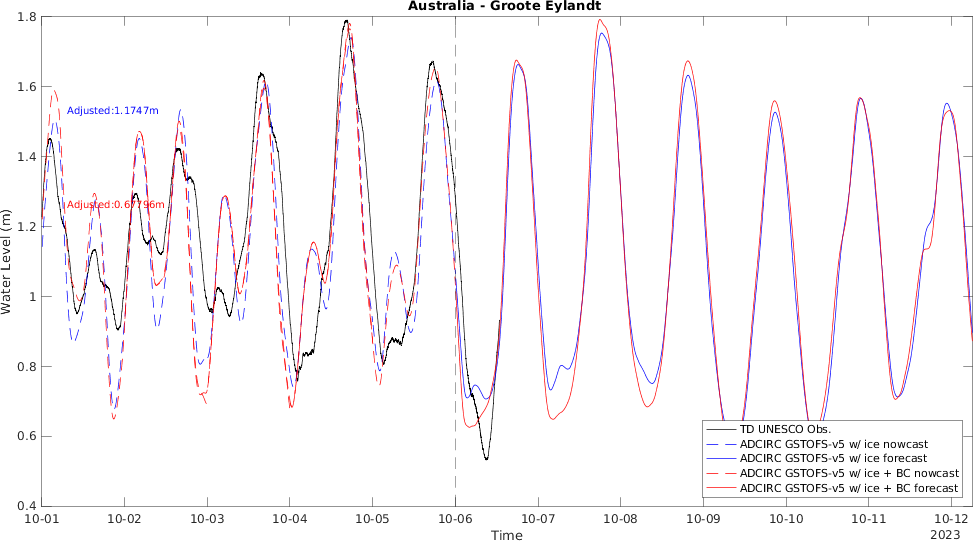 Australia - Groote Eylandt
Water Level (m)
1.8
1.6
1.4
1.2
1
0.8
0.6
0.4
Adjusted:1.1747m
Adjusted:0.67796m
TD UNESCO Obs.
ADCIRC GSTOFS-v5 w/ ice nowcast
ADCIRC GSTOFS-v5 w/ ice forecast
ADCIRC GSTOFS-v5 w/ ice + BC nowcast
ADCIRC GSTOFS-v5 w/ ice + BC forecast
10-01 10-02 10-03 10-04 10-05 10-06 10-07 10-08 10-09 10-10 10-11 10-12
2023
Time